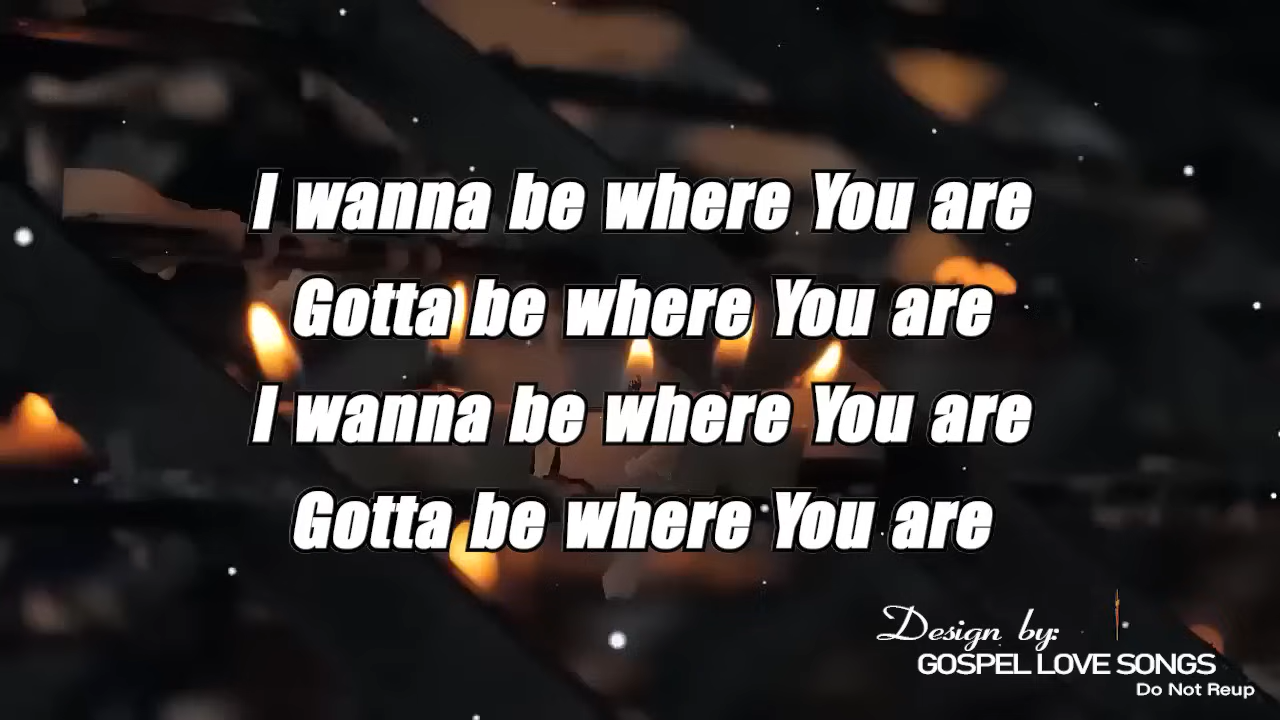 I wanna be where You are
Gotta be where You are
I wanna be where You are
Gotta be where You are
Design by:
GOSPEL LOVE SONGS
Do Not Reup